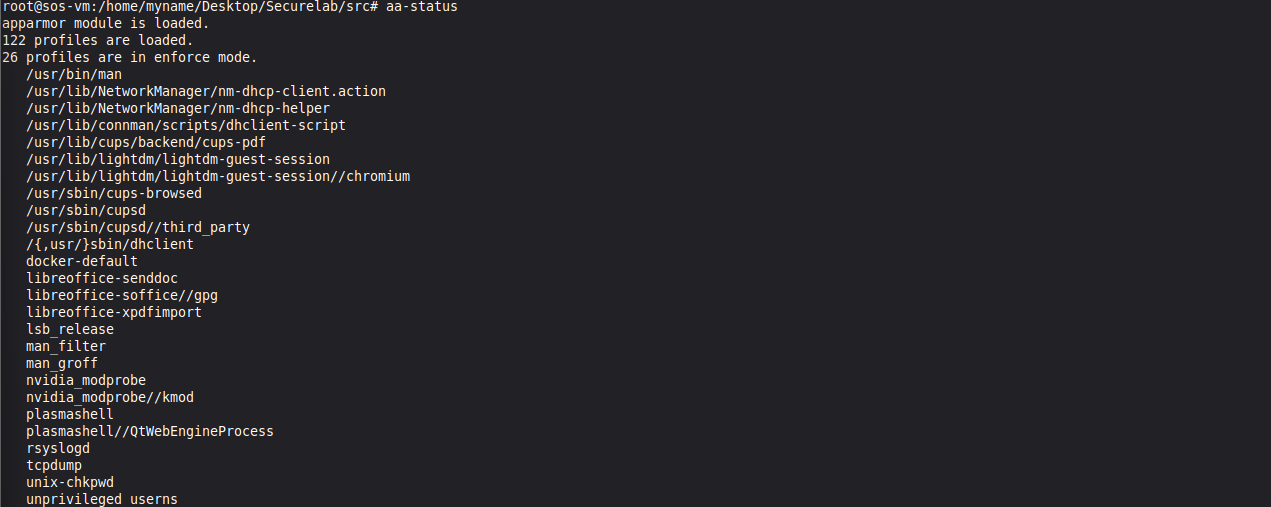 root@sos-vm:/home/myname/Desktop/Securelab/src# aa-status
apparmor module is loaded.
122 profiles are loaded.
26 profiles are in enforce mode.
   /usr/bin/man
   /usr/lib/NetworkManager/nm-dhcp-client.action
   /usr/lib/NetworkManager/nm-dhcp-helper
   /usr/lib/connman/scripts/dhclient-script
   /usr/lib/cups/backend/cups-pdf
   /usr/lib/lightdm/lightdm-guest-session
   /usr/lib/lightdm/lightdm-guest-session//chromium
   /usr/sbin/cups-browsed
   /usr/sbin/cupsd
   /usr/sbin/cupsd//third_party
   /{,usr/}sbin/dhclient
   docker-default
   libreoffice-senddoc
   libreoffice-soffice//gpg
   libreoffice-xpdfimport
   lsb_release
   man_filter
   man_groff
   nvidia_modprobe
   nvidia_modprobe//kmod
   plasmashell
   plasmashell//QtWebEngineProcess
   rsyslogd
   tcpdump
   unix-chkpwd
   unprivileged_userns